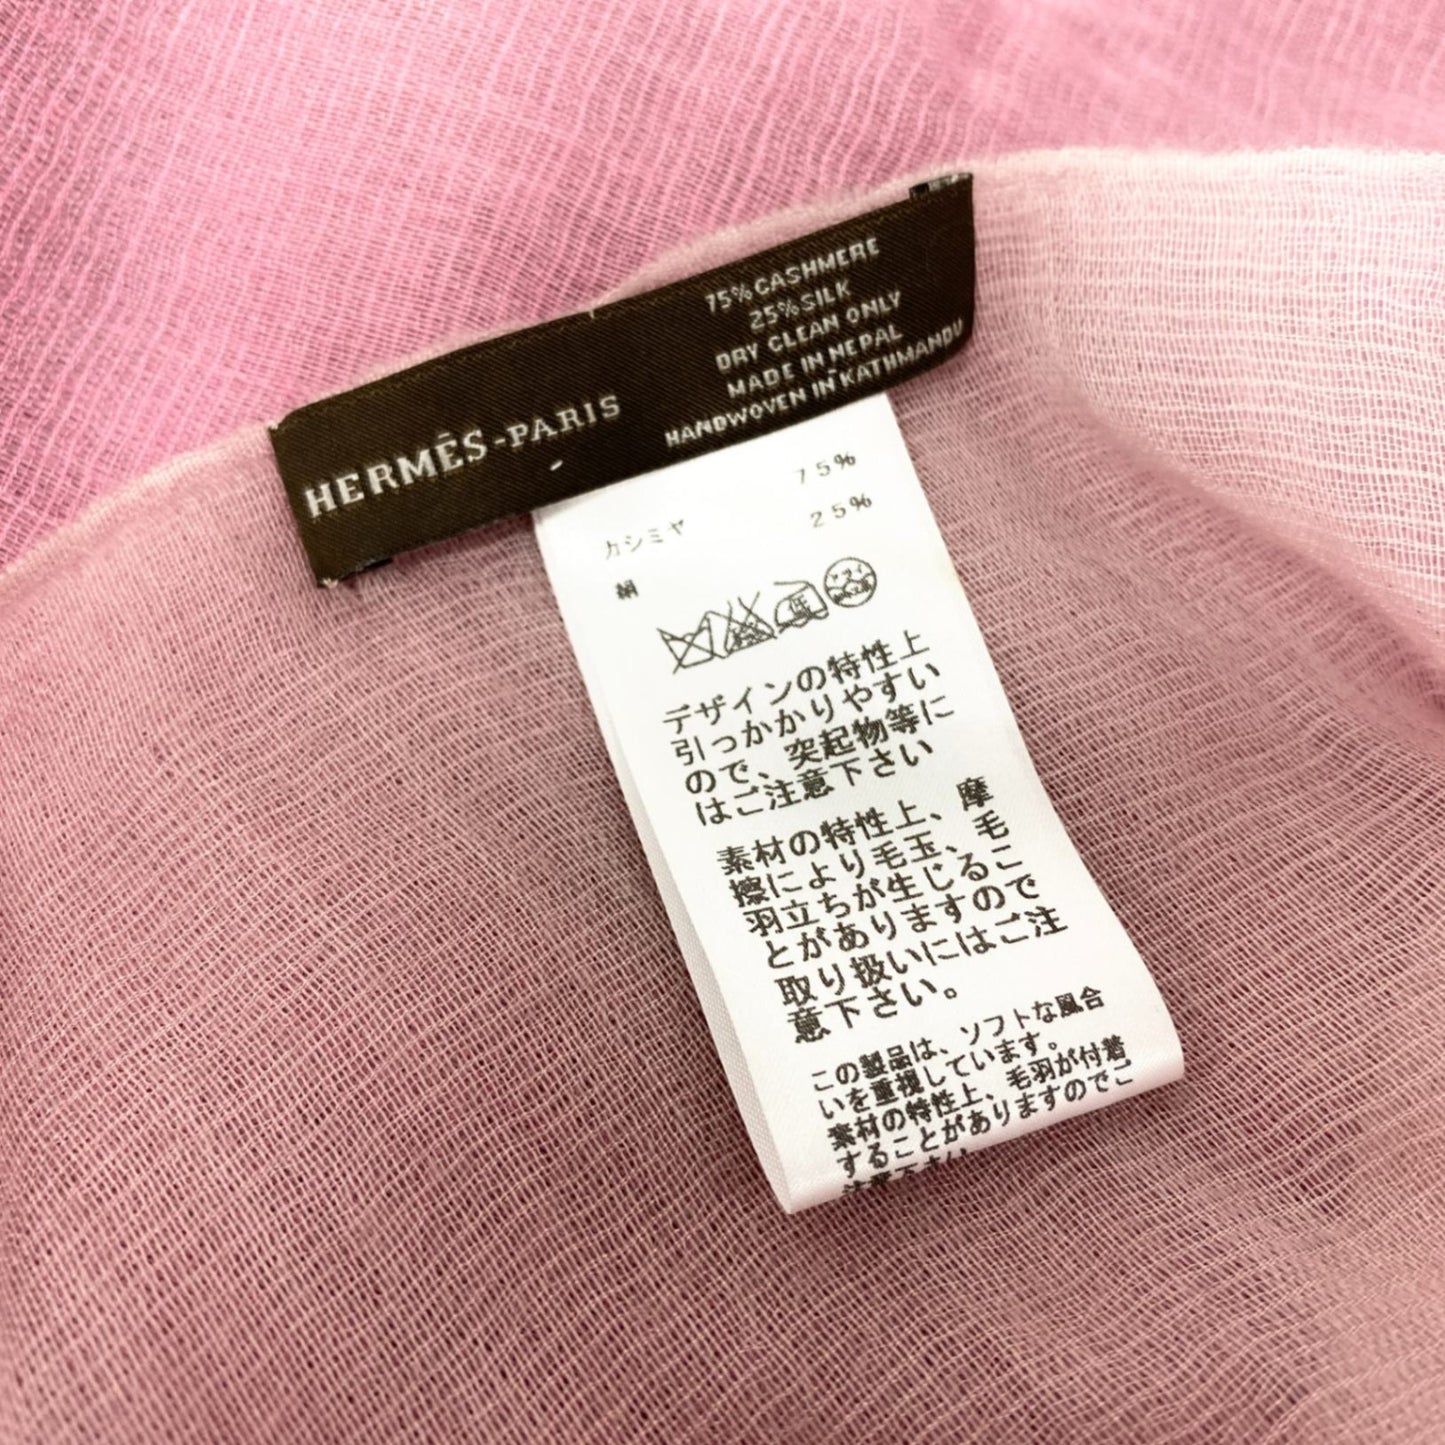 HERMÈS-PARIS
75%CASHMERE
25%SILK
DRY CLEAN ONLY
MADE IN NEPAL
HANDWOVEN IN KATHMANDU
カシミヤ 75%
絹 25%
低
デザインの特性上
引っかかりやすい
ので、突起物等に
はご注意下さい
素材の特性上、摩
擦により毛玉、毛
羽立ちが生じるこ
とがありますので
取り扱いにはご注
意下さい。
この製品は、ソフトな風合
いを重視しています。
素材の特性上、毛羽が付着
することがありますのでご
注意下さい